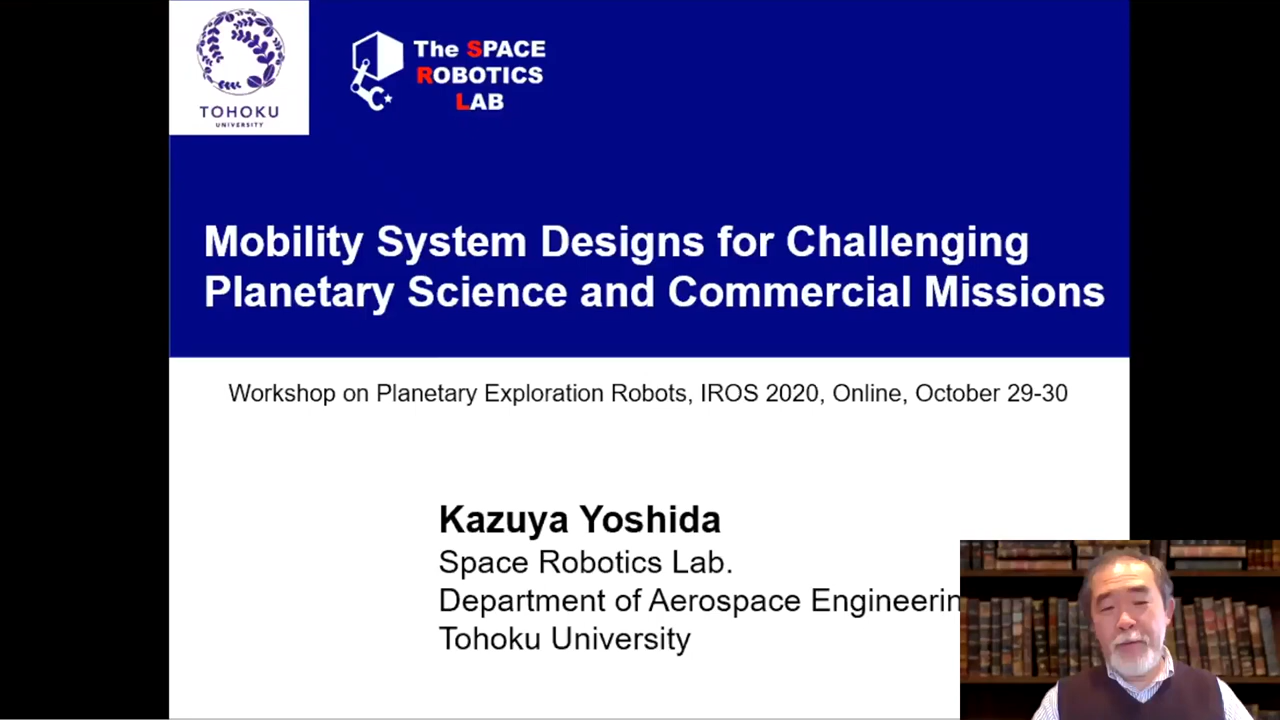 TOHOKU
UNIVERSITY
The SPACE
ROBOTICS
LAB
Mobility System Designs for Challenging
Planetary Science and Commercial Missions
Workshop on Planetary Exploration Robots, IROS 2020, Online, October 29-30
Kazuya Yoshida
Space Robotics Lab.
Department of Aerospace Engineerin
Tohoku University